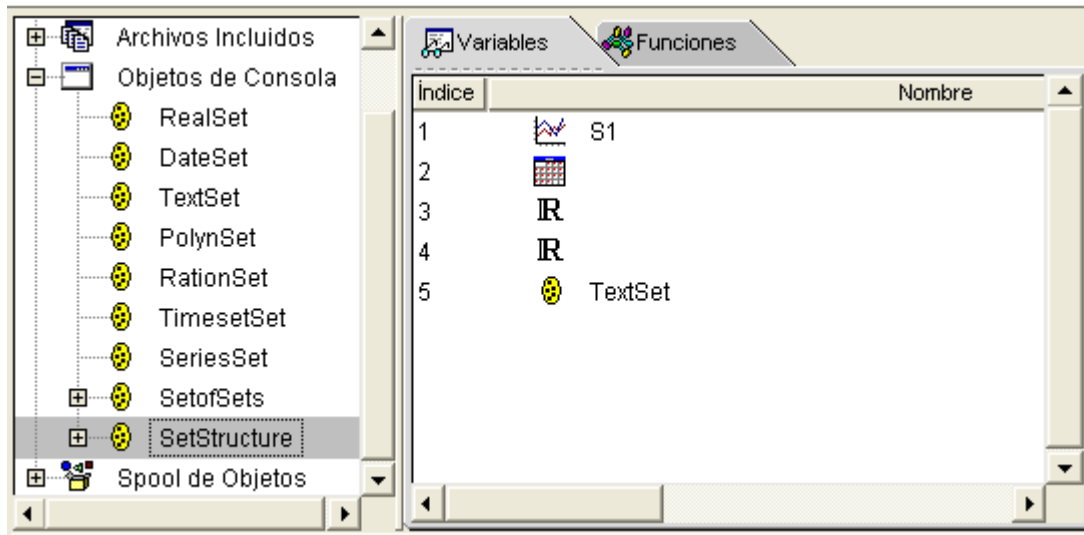 Archivos Incluidos
Objetos de Consola
RealSet
DateSet
TextSet
PolynSet
RationSet
TimesetSet
SeriesSet
SetofSets
SetStructure
Spool de Objetos
Variables Funciones
Índice Nombre
1 S1
2
3 R
4 R
5 TextSet